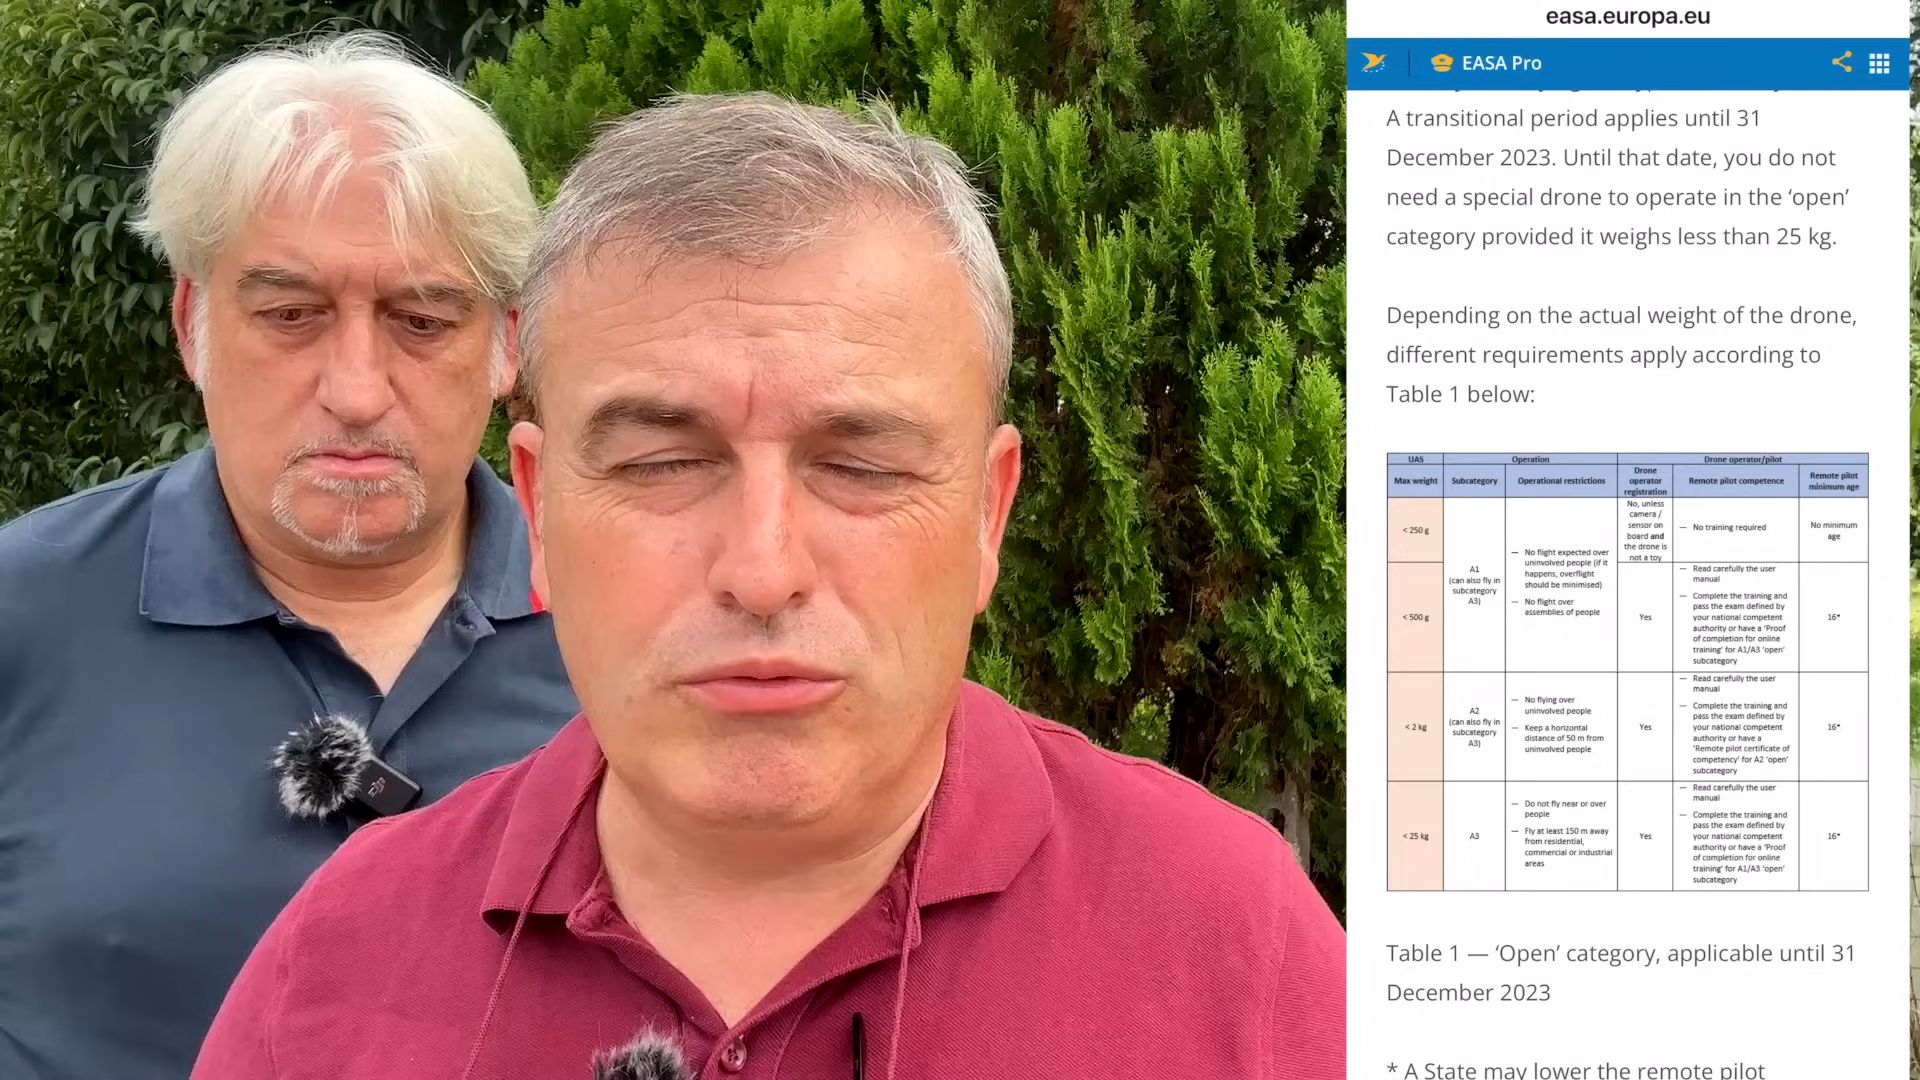 easa.europa.eu
EASA Pro
A transitional period applies until 31
December 2023. Until that date, you do not
need a special drone to operate in the ‘open’
category provided it weighs less than 25 kg.
Depending on the actual weight of the drone,
different requirements apply according to
Table 1 below:
UAS
Operation
Drone operator/pilot
Max weight
Subcategory
Operational restrictions
Drone
operator
registration
Remote pilot competence
Remote pilot
minimum age
< 250 g
A1
(can also fly in
subcategory
A3)
— No flight expected over
uninvolved people (if it
happens, overflight
should be minimised)
— No flight over
assemblies of people
No, unless
camera /
sensor on
board and
the drone is
not a toy
— No training required
No minimum
age
< 500 g
Yes
— Read carefully the user
manual
— Complete the training and
pass the exam defined by
your national competent
authority or have a ‘Proof
of completion for online
training’ for A1/A3 ‘open’
subcategory
16*
< 2 kg
A2
(can also fly in
subcategory
A3)
— No flying over
uninvolved people
— Keep a horizontal
distance of 50 m from
uninvolved people
Yes
— Read carefully the user
manual
— Complete the training and
pass the exam defined by
your national competent
authority or have a
‘Remote pilot certificate of
competency’ for A2 ‘open’
subcategory
16*
< 25 kg
A3
— Do not fly near or over
people
— Fly at least 150 m away
from residential,
commercial or industrial
areas
Yes
— Read carefully the user
manual
— Complete the training and
pass the exam defined by
your national competent
authority or have a ‘Proof
of completion for online
training’ for A1/A3 ‘open’
subcategory
16*
Table 1 — ‘Open’ category, applicable until 31
December 2023
* A State may lower the remote pilot